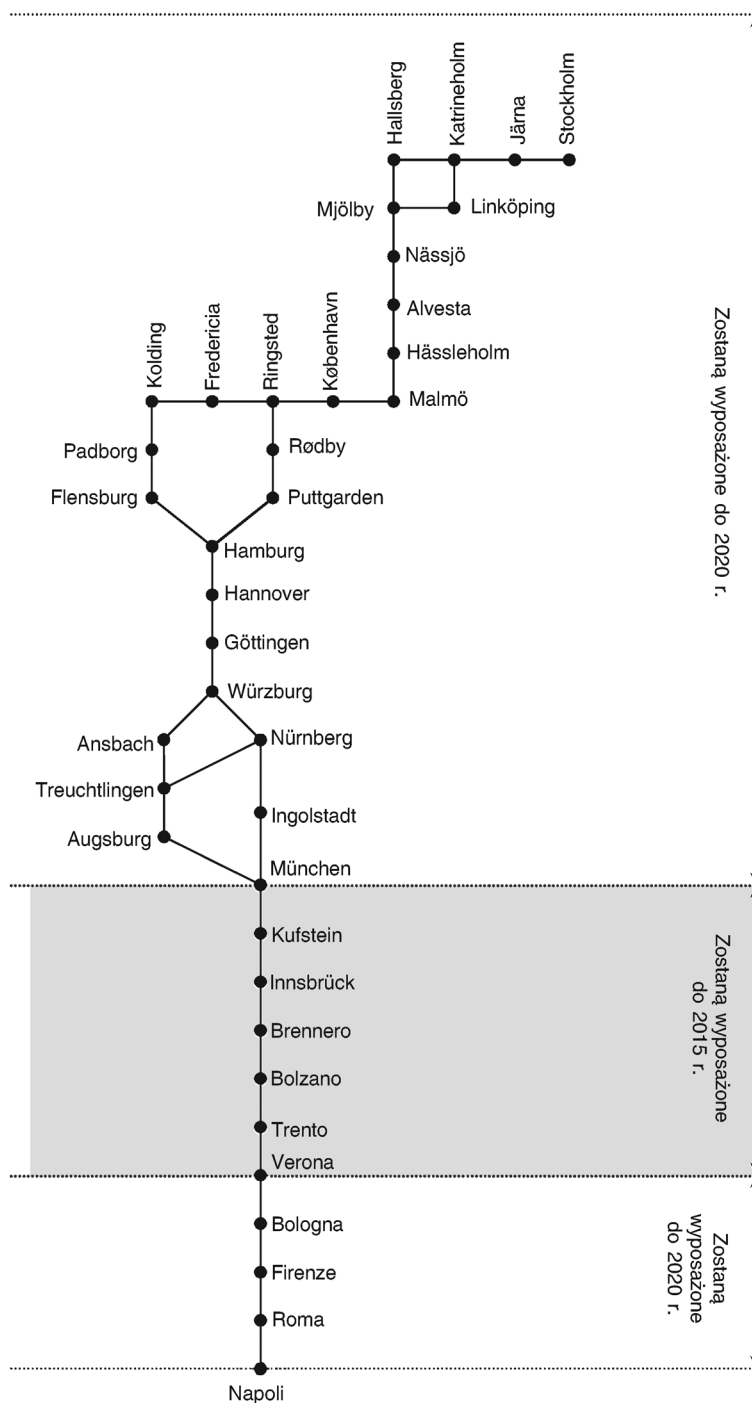 Hallsberg
Katrineholm
Järna
Stockholm
Mjölby
Linköping
Nässjö
Alvesta
Hässleholm
Malmö
Kolding
Fredericia
Ringsted
København
Padborg
Rødby
Flensburg
Puttgarden
Hamburg
Hannover
Göttingen
Würzburg
Ansbach
Nürnberg
Treuchtlingen
Ingolstadt
Augsburg
München
Zostaną wyposażone do 2020 r.
Kufstein
Innsbrück
Brennero
Bolzano
Trento
Verona
Zostaną wyposażone
do 2015 r.
Bologna
Firenze
Roma
Napoli
Zostaną
wyposażone
do 2020 r.